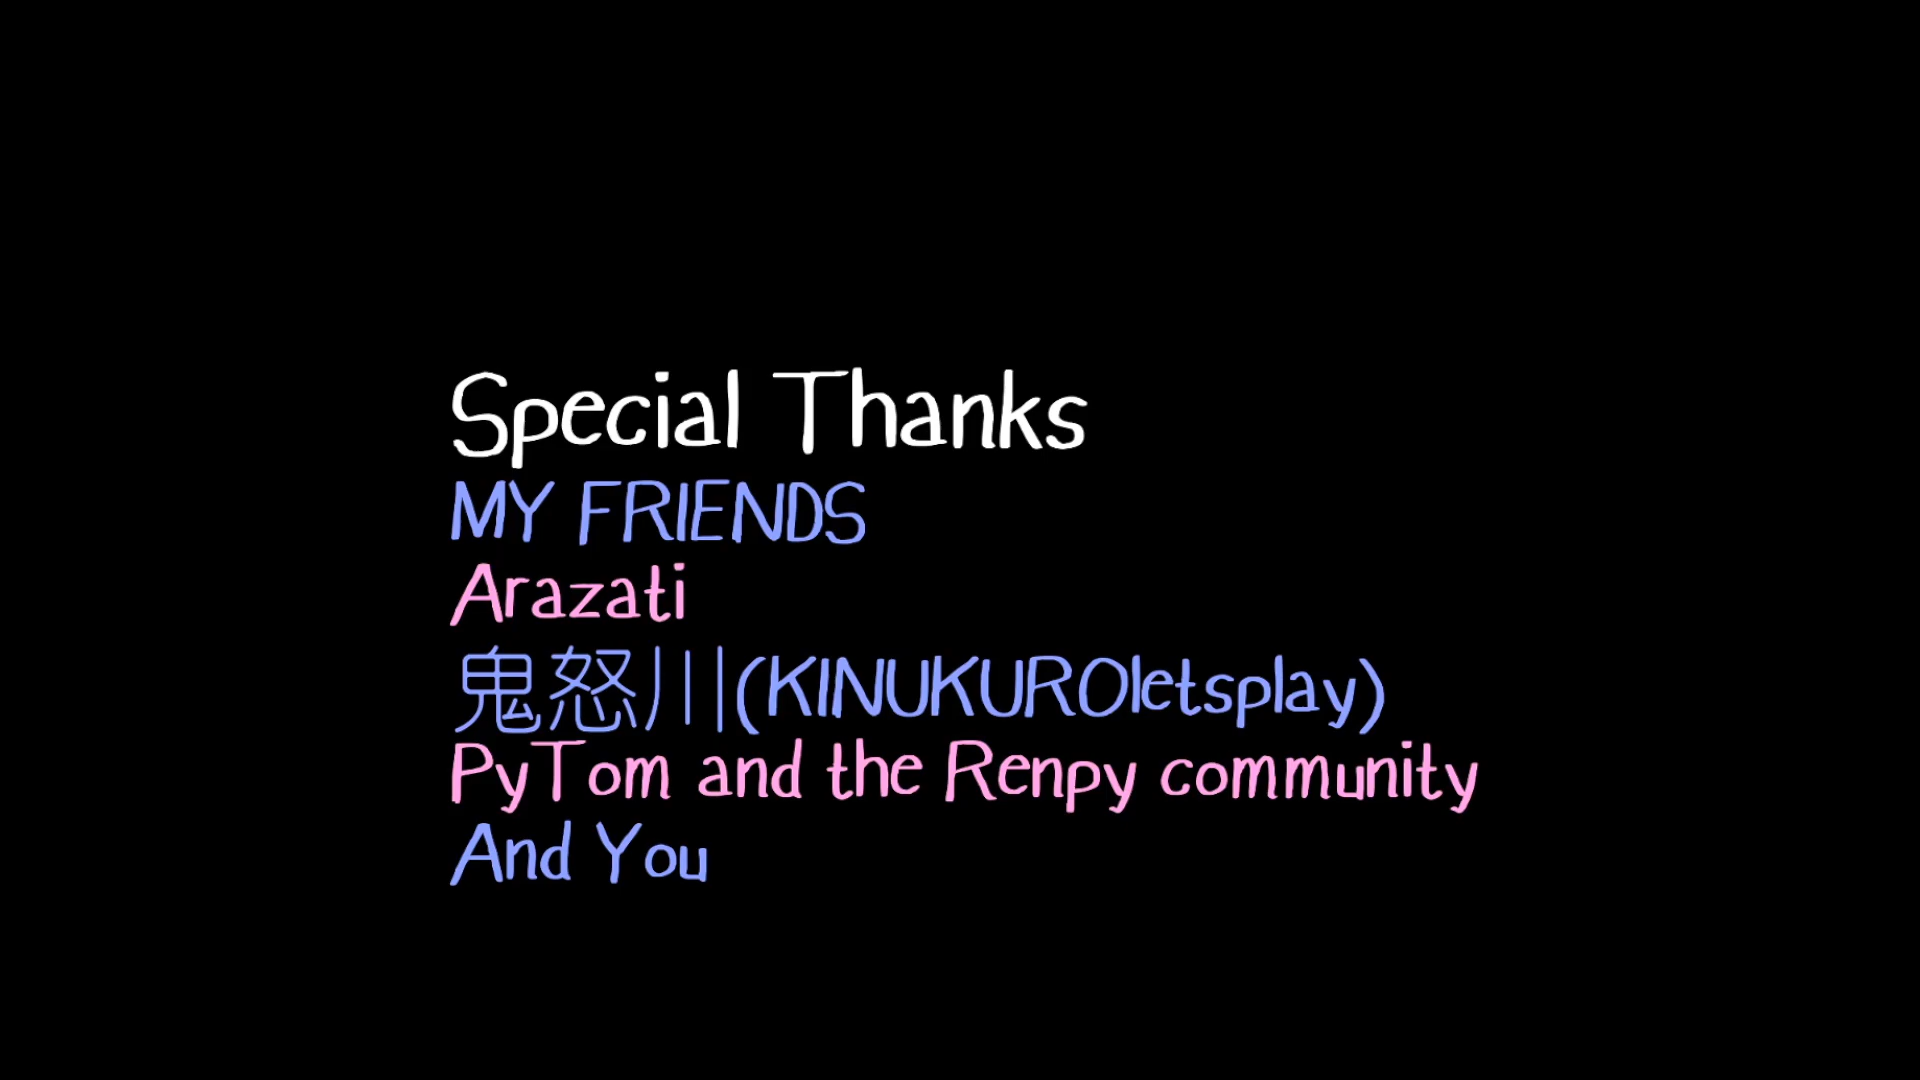 Special Thanks
MY FRIENDS
Arazati
鬼怒川(KINUKUROletsplay)
PyTom and the Renpy community
And You